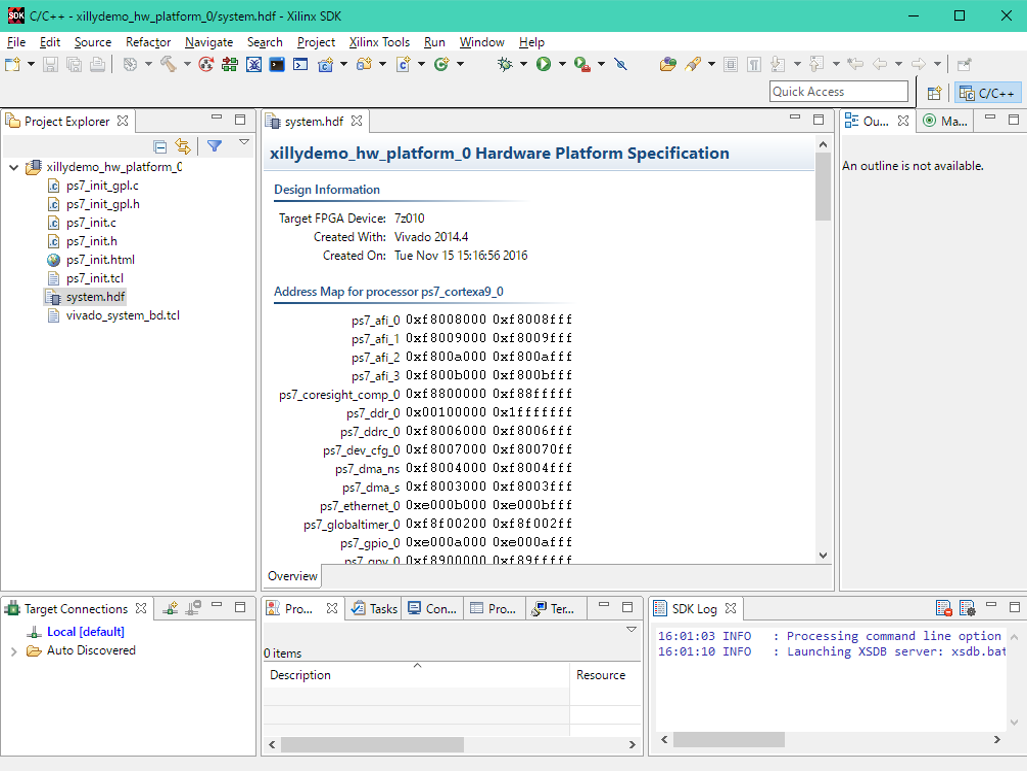 SDK C/C++ - xillydemo_hw_platform_0/system.hdf - Xilinx SDK
File Edit Source Refactor Navigate Search Project Xilinx Tools Run Window Help
Quick Access
C/C++
Project Explorer
xillydemo_hw_platform_0
ps7_init_gpl.c
ps7_init_gpl.h
ps7_init.c
ps7_init.h
ps7_init.html
ps7_init.tcl
system.hdf
vivado_system_bd.tcl
system.hdf
xillydemo_hw_platform_0 Hardware Platform Specification
Design Information
Target FPGA Device: 7z010
Created With: Vivado 2014.4
Created On: Tue Nov 15 15:16:56 2016
Address Map for processor ps7_cortexa9_0
ps7_afi_0 0xf8008000 0xf8008fff
ps7_afi_1 0xf8009000 0xf8009fff
ps7_afi_2 0xf800a000 0xf800afff
ps7_afi_3 0xf800b000 0xf800bfff
ps7_coresight_comp_0 0xf8800000 0xf88fffff
ps7_ddr_0 0x00100000 0x1fffffff
ps7_ddrc_0 0xf8006000 0xf8006fff
ps7_dev_cfg_0 0xf8007000 0xf80070ff
ps7_dma_ns 0xf8004000 0xf8004fff
ps7_dma_s 0xf8003000 0xf8003fff
ps7_ethernet_0 0xe000b000 0xe000bfff
ps7_globaltimer_0 0xf8f00200 0xf8f002ff
ps7_gpio_0 0xe000a000 0xe000afff
ps7_gpv_0 0xf8900000 0xf89fffff
Overview
Ou... Ma...
An outline is not available.
Target Connections
Local [default]
Auto Discovered
Pro... Tasks Con... Pro... Ter...
0 items
Description Resource
SDK Log
16:01:03 INFO : Processing command line option
16:01:10 INFO : Launching XSDB server: xsdb.bat